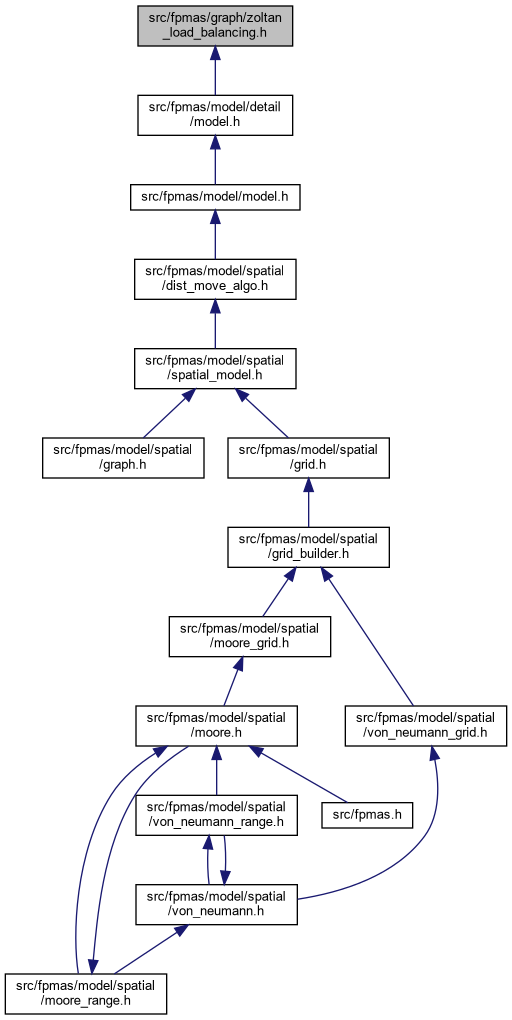 src/fpmas/graph/zoltan
_load_balancing.h
src/fpmas/model/detail
/model.h
src/fpmas/model/model.h
src/fpmas/model/spatial
/dist_move_algo.h
src/fpmas/model/spatial
/spatial_model.h
src/fpmas/model/spatial
/graph.h
src/fpmas/model/spatial
/grid.h
src/fpmas/model/spatial
/grid_builder.h
src/fpmas/model/spatial
/moore_grid.h
src/fpmas/model/spatial
/moore.h
src/fpmas/model/spatial
/von_neumann_grid.h
src/fpmas/model/spatial
/von_neumann_range.h
src/fpmas.h
src/fpmas/model/spatial
/von_neumann.h
src/fpmas/model/spatial
/moore_range.h